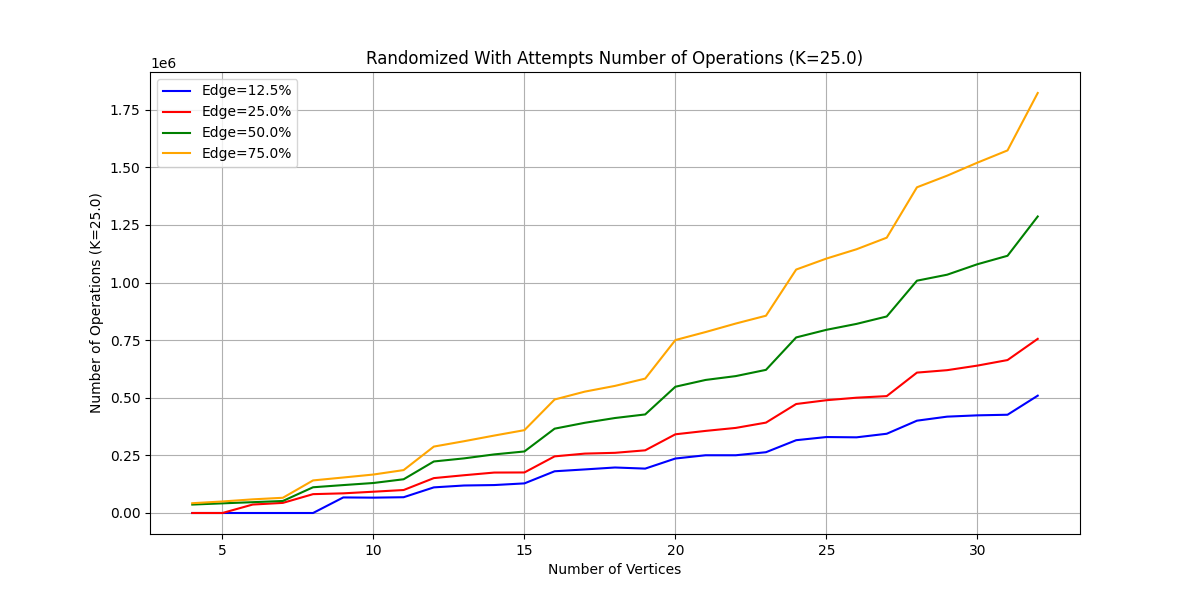 Randomized With Attempts Number of Operations (K=25.0)
1e6
Edge=12.5%
Edge=25.0%
Edge=50.0%
Edge=75.0%
1.75
1.50
1.25
1.00
0.75
0.50
0.25
0.00
Number of Operations (K=25.0)
5 10 15 20 25 30
Number of Vertices